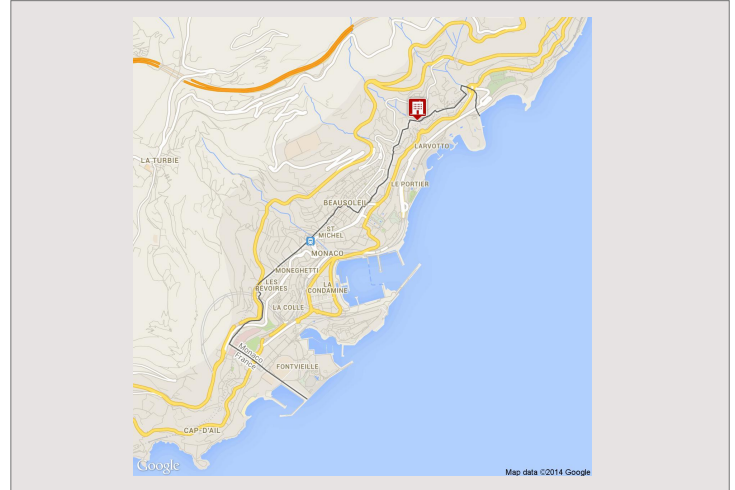 LARVOTTO
LA TURBIE
LE PORTIER
BEAUSOLEIL
ST
MICHEL
MONACO
MONEGHETTI
LES
REVOIRES
LA
CONDAMINE
LA COLLE
Monaco
France
FONTVIEILLE
CAP-D'AIL
Google
Map data ©2014 Google